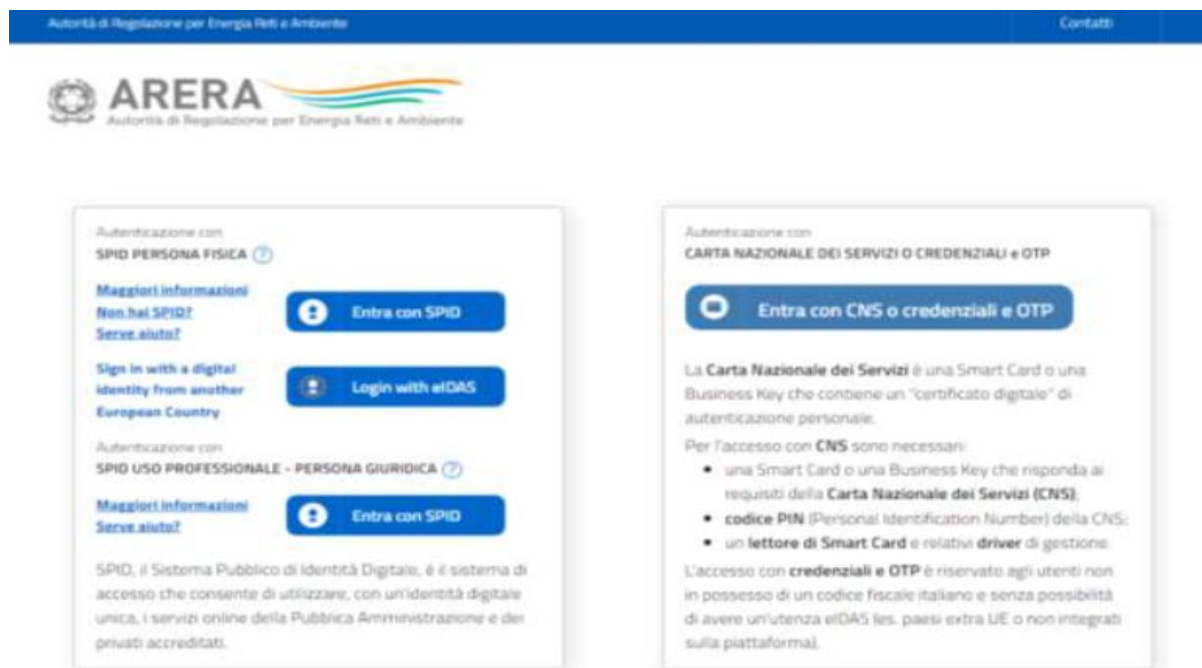 Autorità di Regolazione per Energia Reti e Ambiente
Contatti
ARERA
Autorità di Regolazione per Energia Reti e Ambiente
Autenticazione con
SPID PERSONA FISICA ?
Maggiori informazioni
Non hai SPID?
Serve aiuto?
Entra con SPID
Sign in with a digital
identity from another
European Country
Login with eIDAS
Autenticazione con
SPID USO PROFESSIONALE - PERSONA GIURIDICA ?
Maggiori informazioni
Serve aiuto?
Entra con SPID
SPID, il Sistema Pubblico di Identità Digitale, è il sistema di
accesso che consente di utilizzare, con un'identità digitale
unica, i servizi online della Pubblica Amministrazione e dei
privati accreditati.
Autenticazione con
CARTA NAZIONALE DEI SERVIZI O CREDENZIALI e OTP
Entra con CNS o credenziali e OTP
La Carta Nazionale dei Servizi è una Smart Card o una
Business Key che contiene un "certificato digitale" di
autenticazione personale.
Per l'accesso con CNS sono necessari:
• una Smart Card o una Business Key che risponda ai
requisiti della Carta Nazionale dei Servizi (CNS);
• codice PIN (Personal Identification Number) della CNS;
• un lettore di Smart Card e relativi driver di gestione.
L'accesso con credenziali e OTP è riservato agli utenti non
in possesso di un codice fiscale italiano e senza possibilità
di avere un'utenza eIDAS (es. paesi extra UE o non integrati
sulla piattaforma).